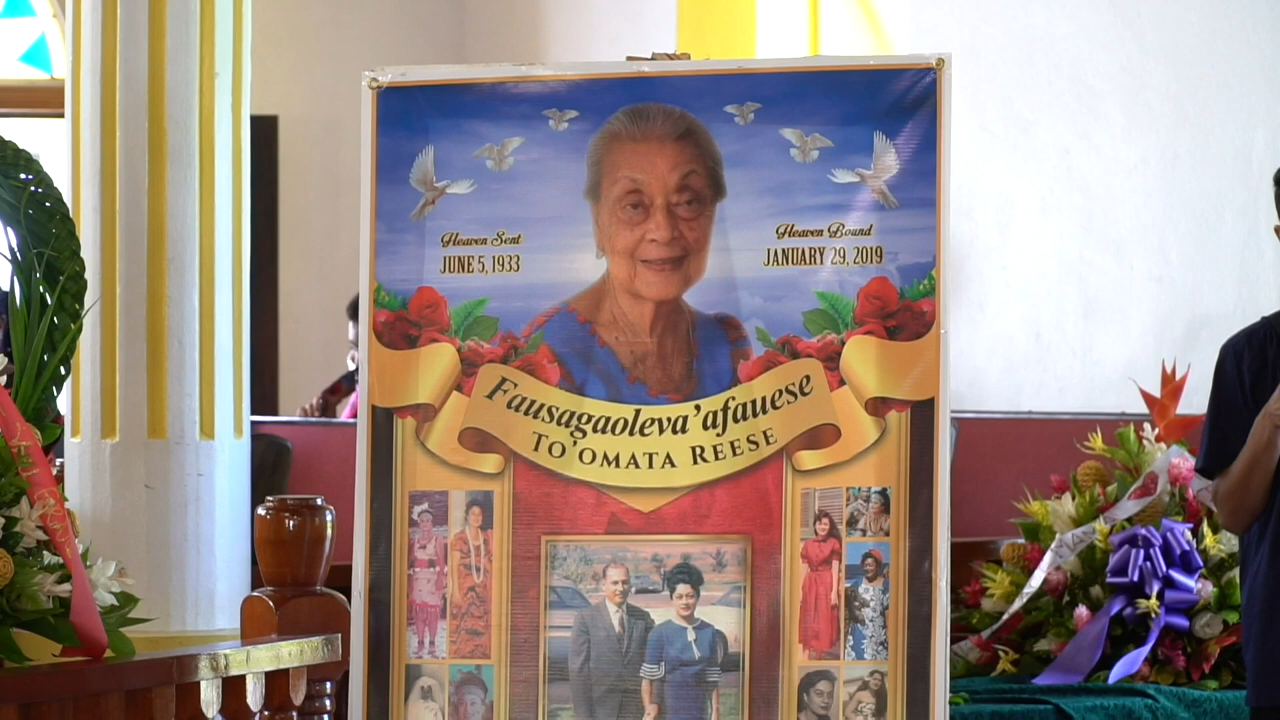 Heaven Sent
JUNE 5, 1933
Heaven Bound
JANUARY 29, 2019
Fausagaoleva'afauese
TO'OMATA REESE